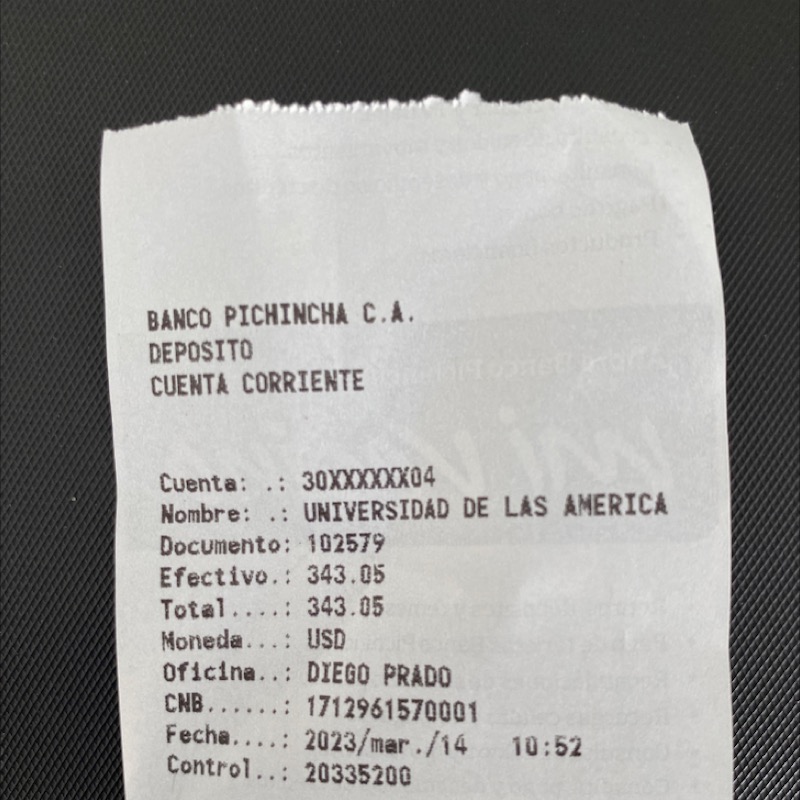 BANCO PICHINCHA C.A.
DEPOSITO
CUENTA CORRIENTE
Cuenta: .: 30XXXXXX04
Nombre: .: UNIVERSIDAD DE LAS AMERICA
Documento: 102579
Efectivo.: 343.05
Total....: 343.05
Moneda...: USD
Oficina..: DIEGO PRADO
CNB......: 1712961570001
Fecha....: 2023/mar./14 10:52
Control..: 20335200